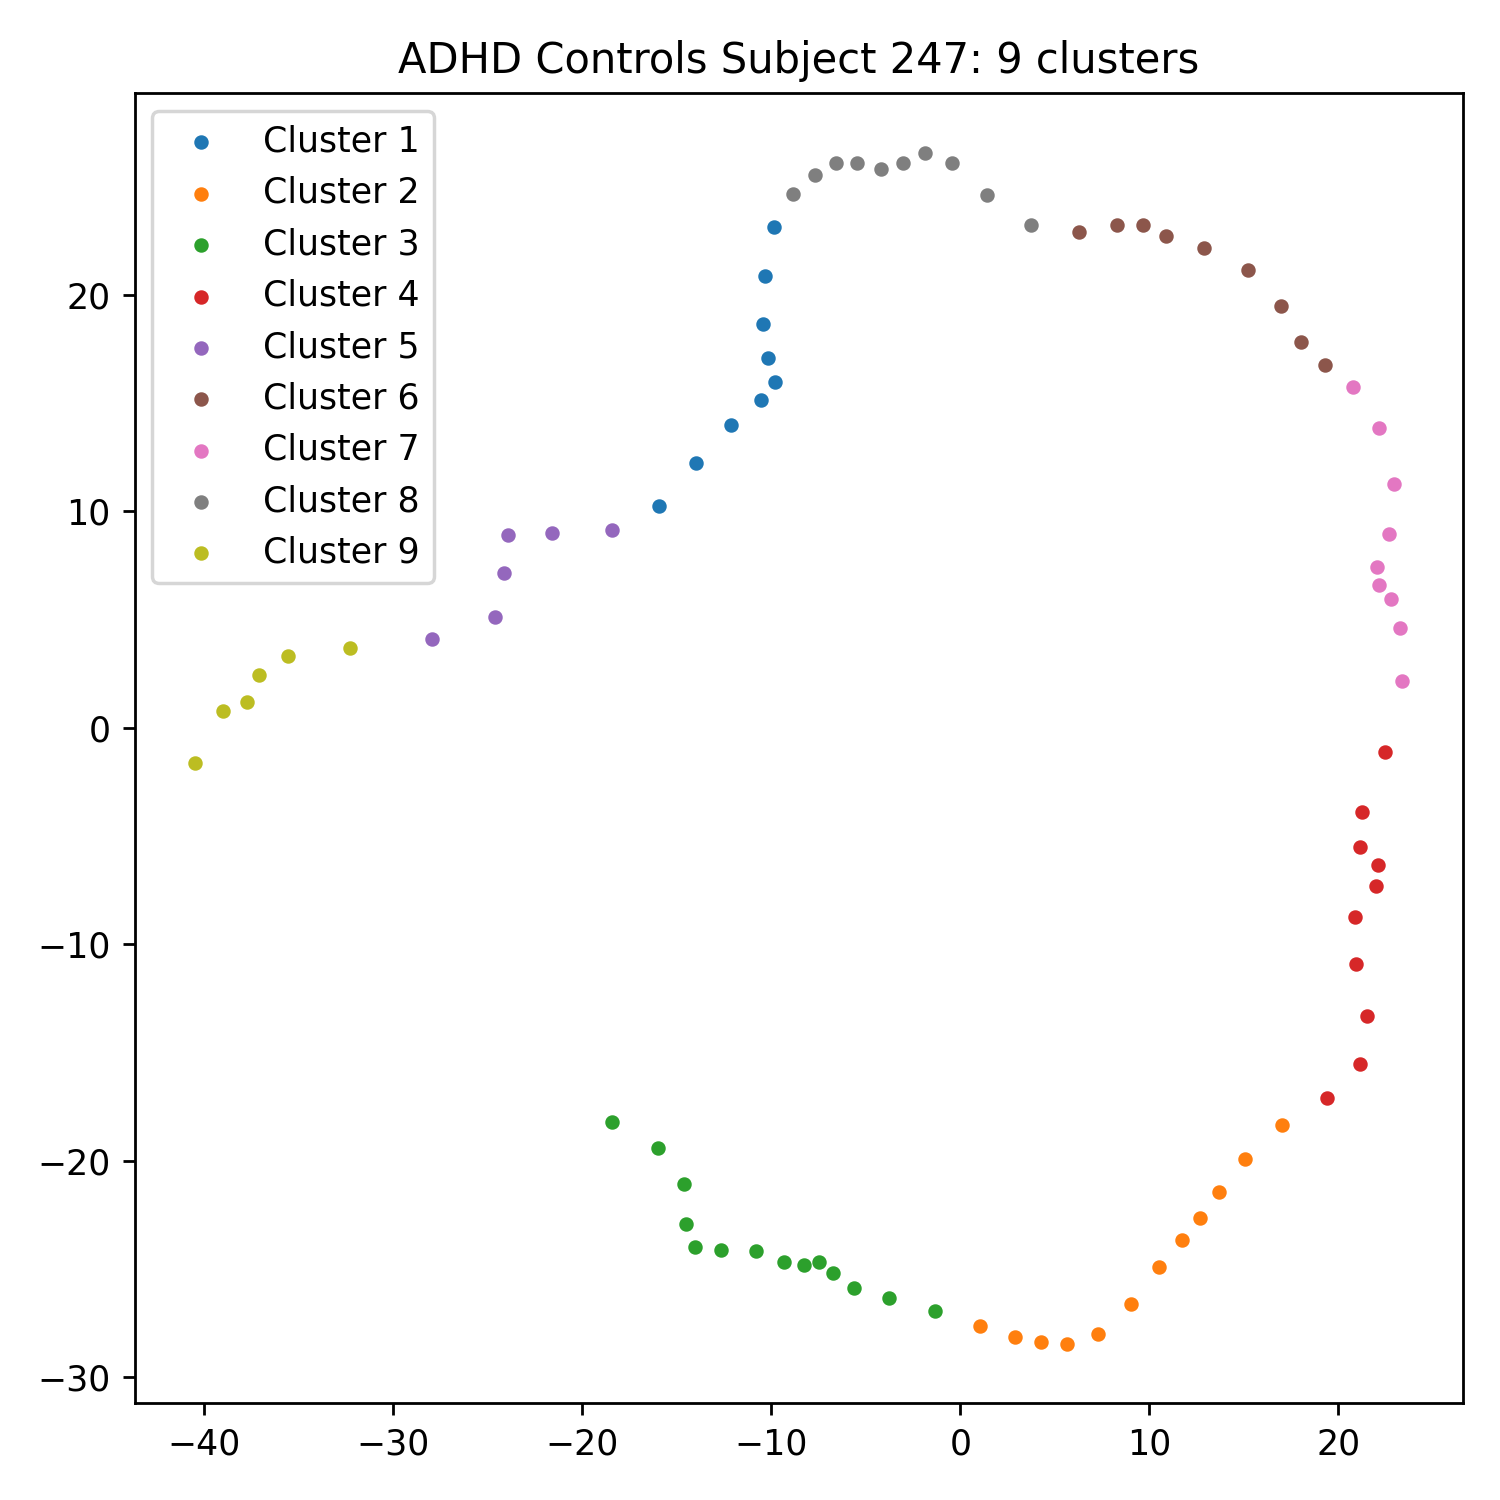 ADHD Controls Subject 247: 9 clusters
Cluster 1
Cluster 2
Cluster 3
Cluster 4
Cluster 5
Cluster 6
Cluster 7
Cluster 8
Cluster 9
20
10
0
−10
−20
−30
−40 −30 −20 −10 0 10 20